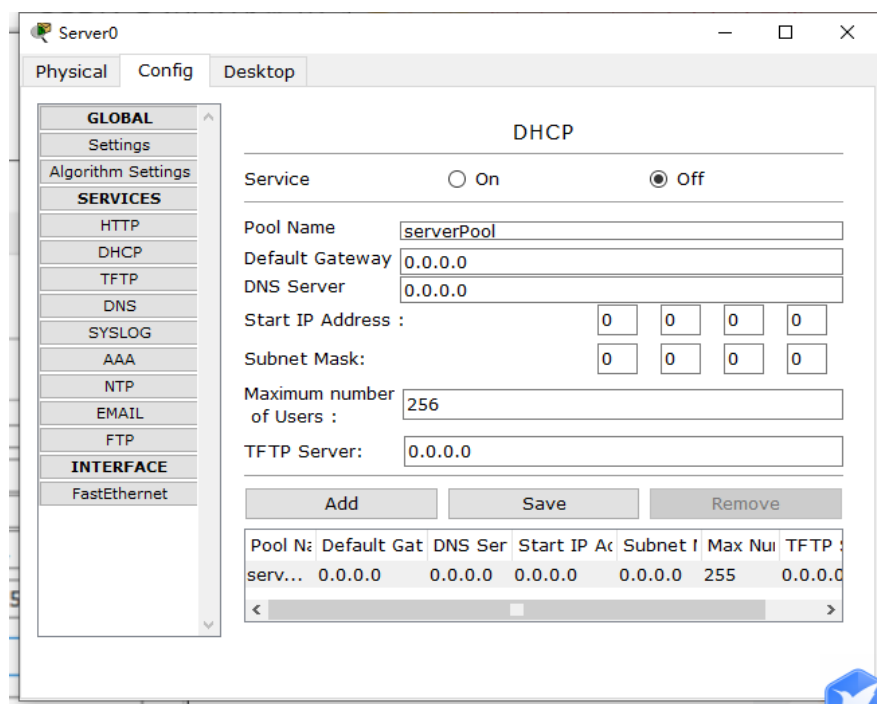 Server0
Physical Config Desktop
GLOBAL
Settings
Algorithm Settings
SERVICES
HTTP
DHCP
TFTP
DNS
SYSLOG
AAA
NTP
EMAIL
FTP
INTERFACE
FastEthernet
DHCP
Service On Off
Pool Name serverPool
Default Gateway 0.0.0.0
DNS Server 0.0.0.0
Start IP Address : 0 0 0 0
Subnet Mask: 0 0 0 0
Maximum number
of Users : 256
TFTP Server: 0.0.0.0
Add Save Remove
Pool Na Default Gat DNS Ser Start IP Ac Subnet Max Nu TFTP
serv... 0.0.0.0 0.0.0.0 0.0.0.0 0.0.0.0 255 0.0.0.0